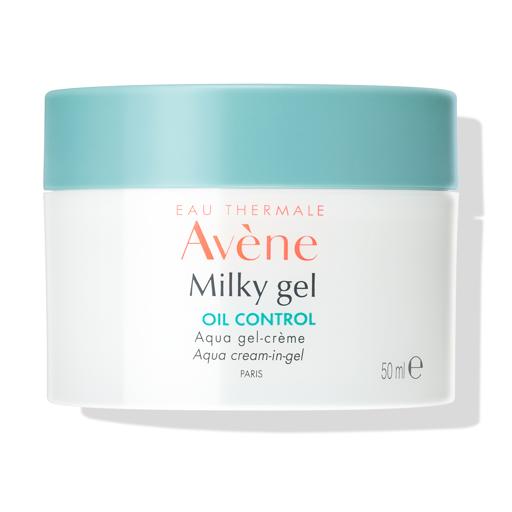 EAU THERMALE
Avène
Milky gel
OIL CONTROL
Aqua gel-crème
Aqua cream-in-gel
PARIS
50 ml ℮